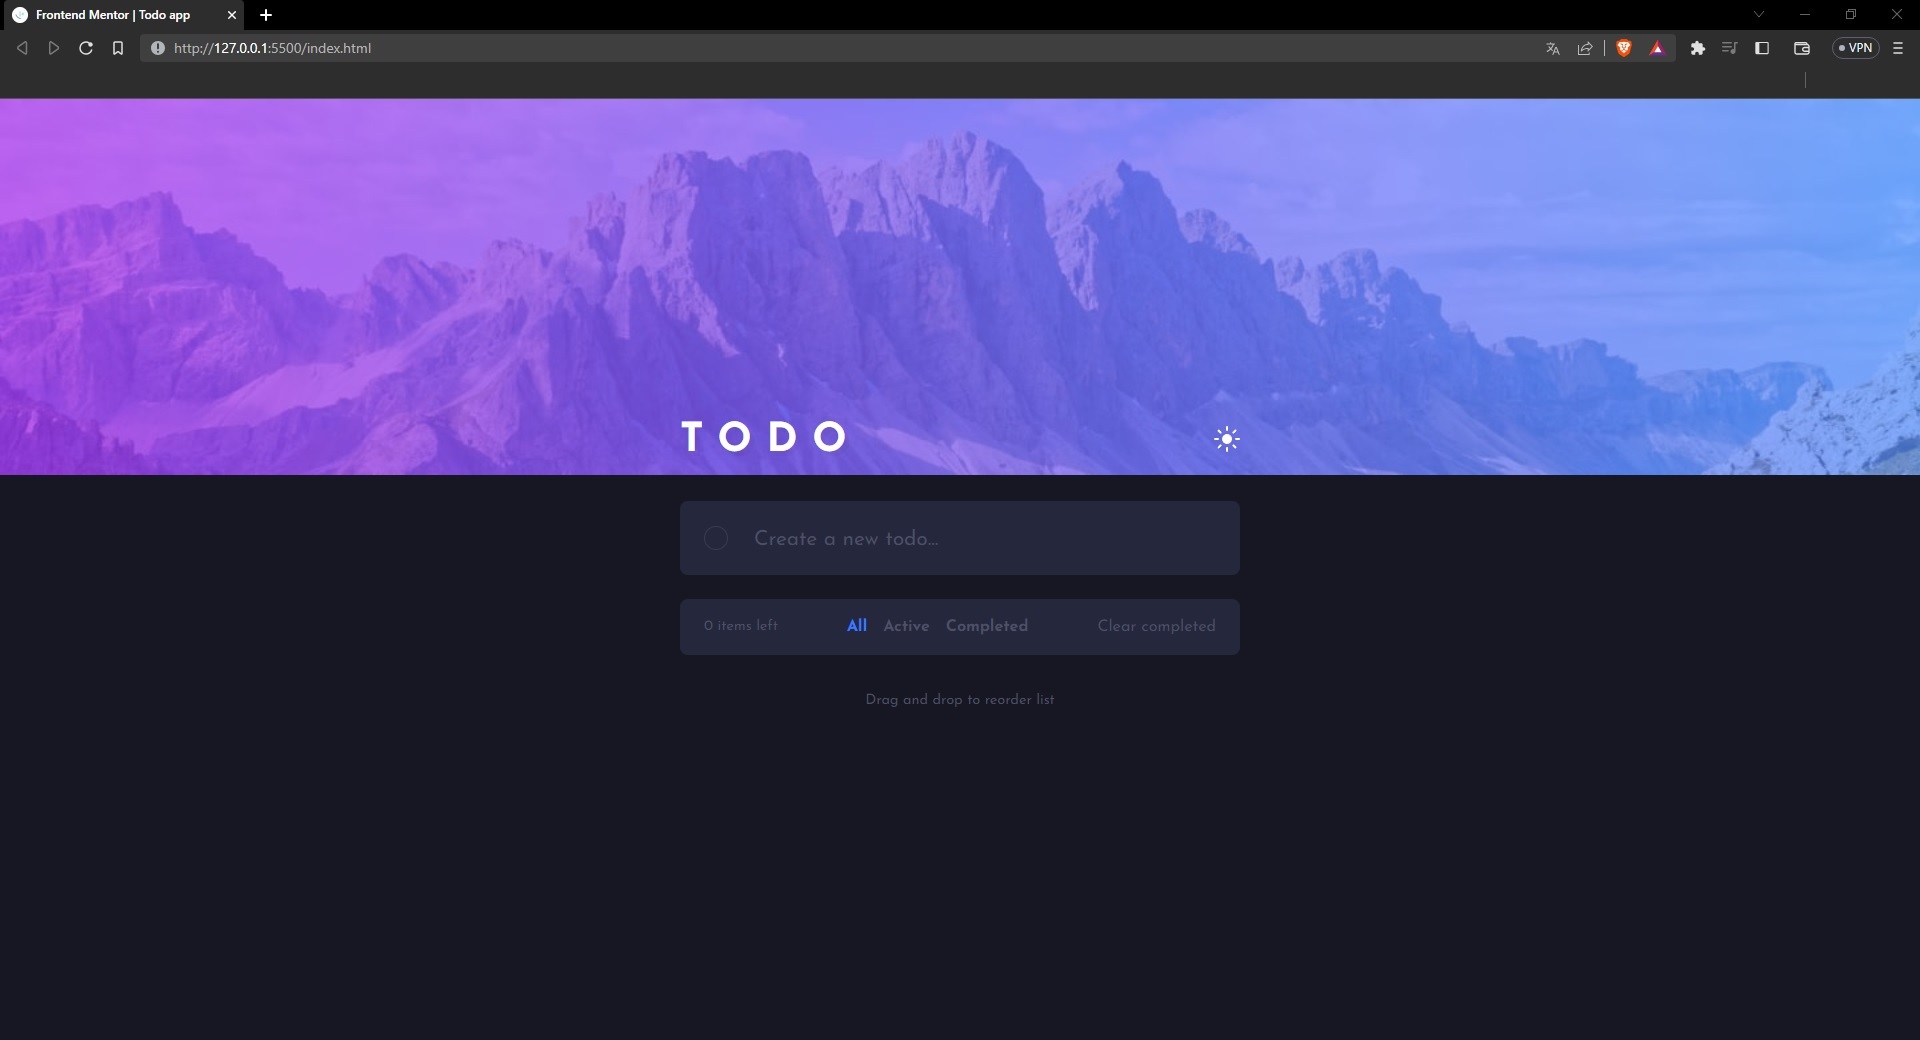 Frontend Mentor | Todo app
http://127.0.0.1:5500/index.html
VPN
TODO
Create a new todo...
0 items left
All Active Completed
Clear completed
Drag and drop to reorder list